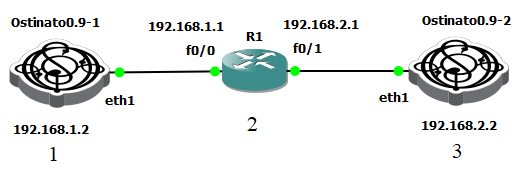 Ostinato0.9-1
192.168.1.1
f0/0
R1
192.168.2.1
f0/1
Ostinato0.9-2
eth1
eth1
192.168.1.2
192.168.2.2
1
2
3